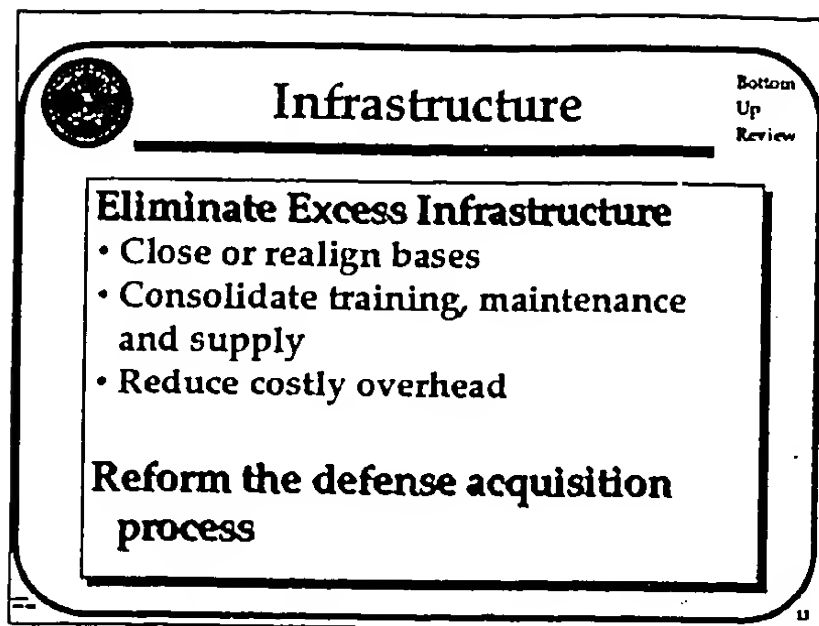 Infrastructure
Bottom
Up
Review
Eliminate Excess Infrastructure
• Close or realign bases
• Consolidate training, maintenance
and supply
• Reduce costly overhead
Reform the defense acquisition
process